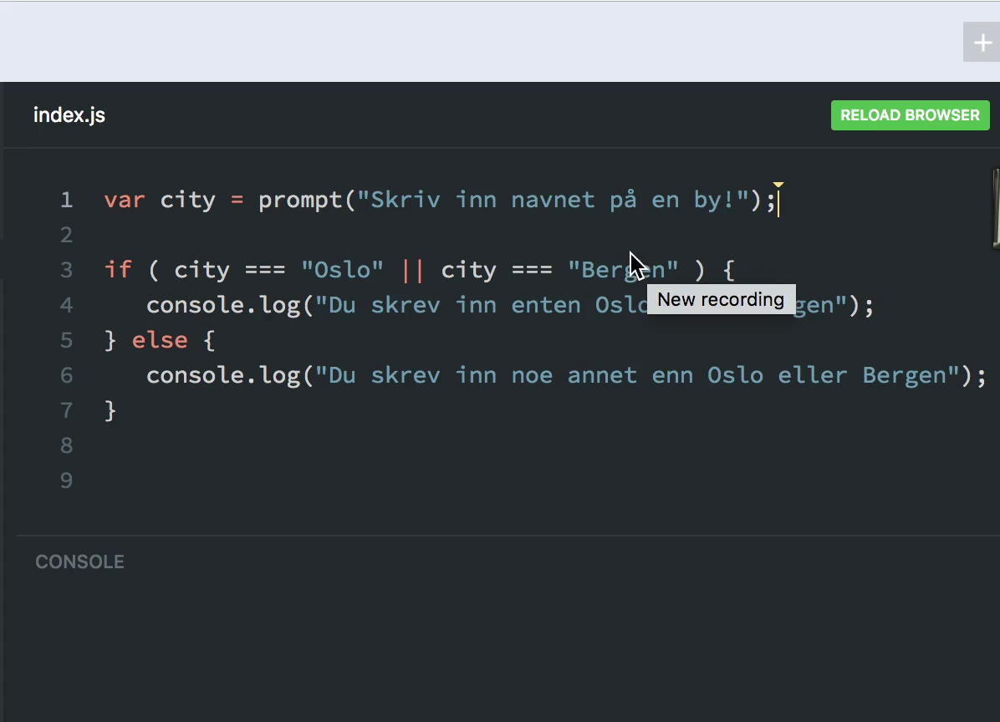 +
index.js
RELOAD BROWSER
1 var city = prompt("Skriv inn navnet på en by!");
2
3 if ( city === "Oslo" || city === "Bergen" ) {
New recording
4 console.log("Du skrev inn enten gen");
5 } else {
6 console.log("Du skrev inn noe annet enn Oslo eller Bergen");
7 }
8
9
CONSOLE